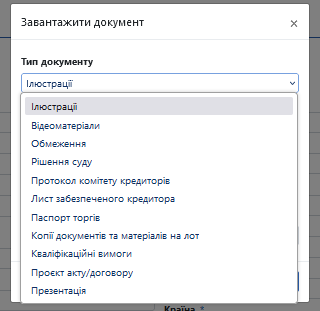 Завантажити документ
×
Тип документу
Ілюстрації
Ілюстрації
Відеоматеріали
Обмеження
Рішення суду
Протокол комітету кредиторів
Лист забезпеченого кредитора
Паспорт торгів
Копії документів та матеріалів на лот
Кваліфікаційні вимоги
Проєкт акту/договору
Презентація
Країна *